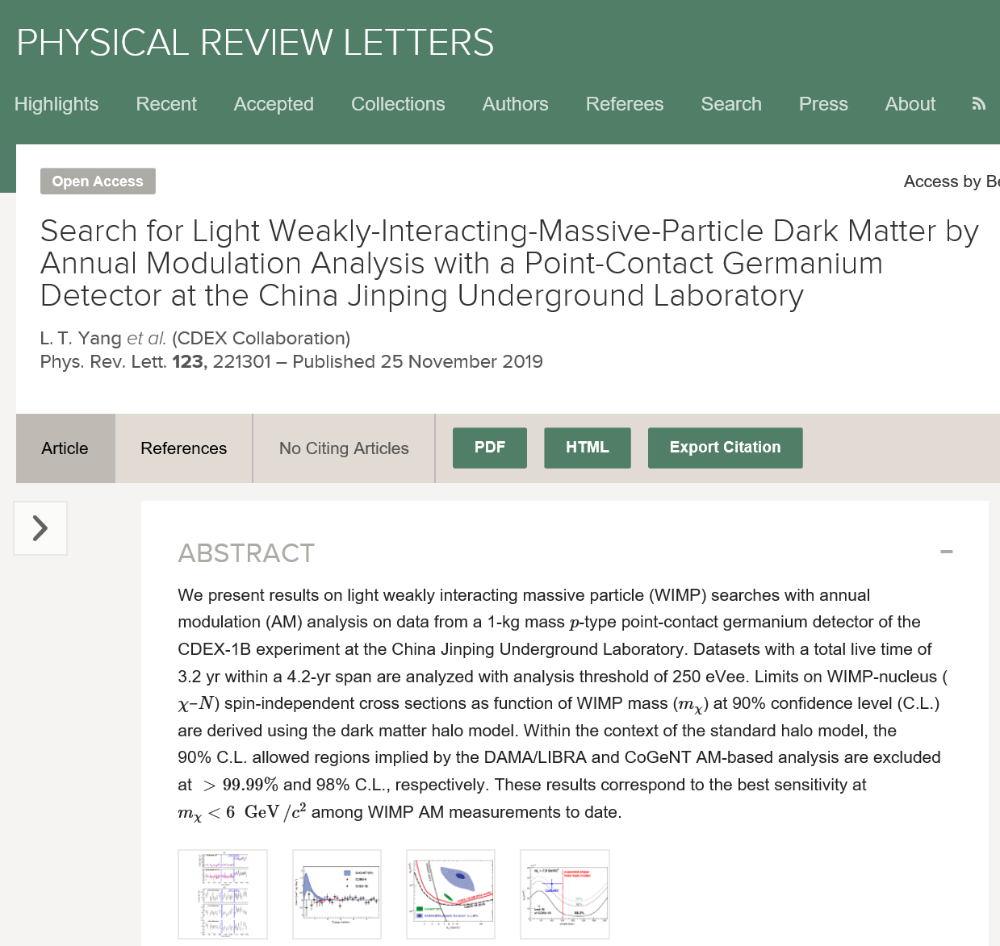 PHYSICAL REVIEW LETTERS
Highlights Recent Accepted Collections Authors Referees Search Press About
Open Access
Access by
Search for Light Weakly-Interacting-Massive-Particle Dark Matter by
Annual Modulation Analysis with a Point-Contact Germanium
Detector at the China Jinping Underground Laboratory
L. T. Yang et al. (CDEX Collaboration)
Phys. Rev. Lett. 123, 221301 – Published 25 November 2019
Article References No Citing Articles PDF HTML Export Citation
ABSTRACT
We present results on light weakly interacting massive particle (WIMP) searches with annual
modulation (AM) analysis on data from a 1-kg mass p-type point-contact germanium detector of the
CDEX-1B experiment at the China Jinping Underground Laboratory. Datasets with a total live time of
3.2 yr within a 4.2-yr span are analyzed with analysis threshold of 250 eVee. Limits on WIMP-nucleus (
χ–N) spin-independent cross sections as function of WIMP mass (mχ) at 90% confidence level (C.L.)
are derived using the dark matter halo model. Within the context of the standard halo model, the
90% C.L. allowed regions implied by the DAMA/LIBRA and CoGeNT AM-based analysis are excluded
at > 99.99% and 98% C.L., respectively. These results correspond to the best sensitivity at
mχ < 6 GeV/c² among WIMP AM measurements to date.